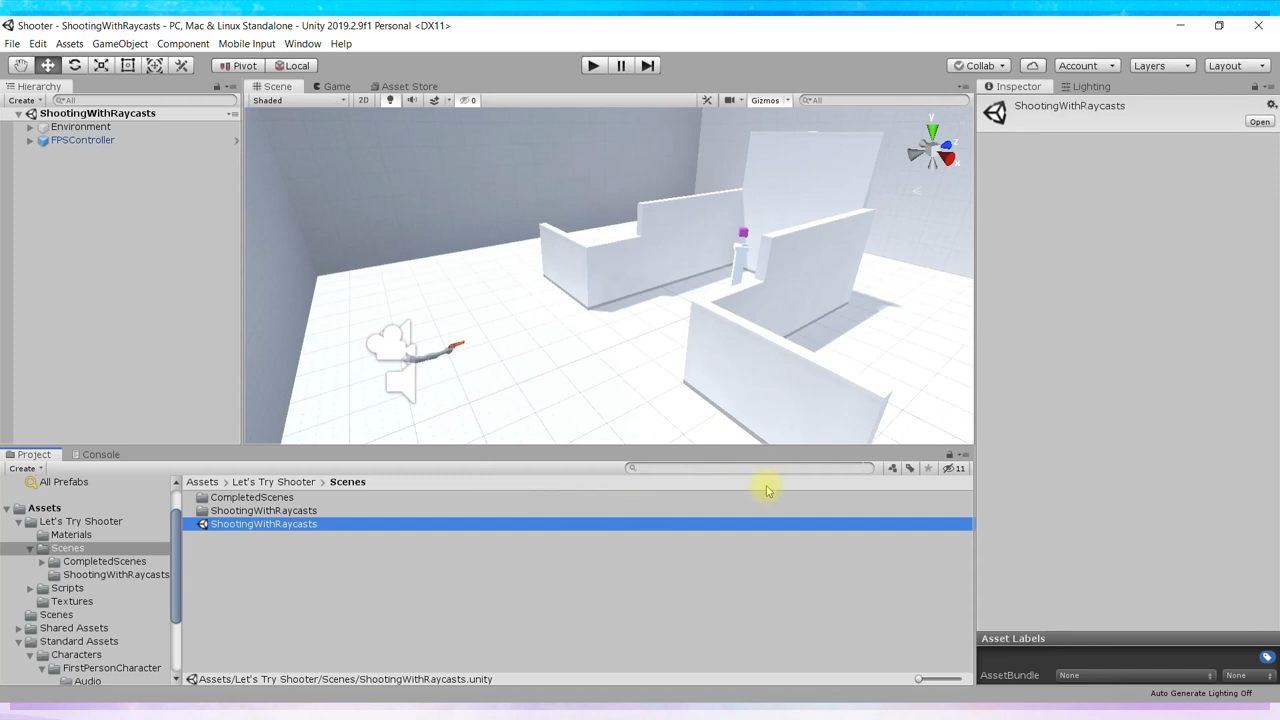 Shooter - ShootingWithRaycasts - PC, Mac & Linux Standalone - Unity 2019.2.9f1 Personal <DX11>
File Edit Assets GameObject Component Mobile Input Window Help
Pivot Local Collab Account Layers Layout
Hierarchy Scene Game Asset Store Inspector Lighting
Create All Shaded 2D 0 Gizmos All
ShootingWithRaycasts
Environment
FPSController
ShootingWithRaycasts
Open
y
z
x
Project Console
Create 11
All Prefabs
Assets
Let's Try Shooter
Materials
Scenes
CompletedScenes
ShootingWithRaycasts
Scripts
Textures
Scenes
Shared Assets
Standard Assets
Characters
FirstPersonCharacter
Audio
Assets Let's Try Shooter Scenes
CompletedScenes
ShootingWithRaycasts
ShootingWithRaycasts
Assets/Let's Try Shooter/Scenes/ShootingWithRaycasts.unity
Asset Labels
AssetBundle None None
Auto Generate Lighting Off